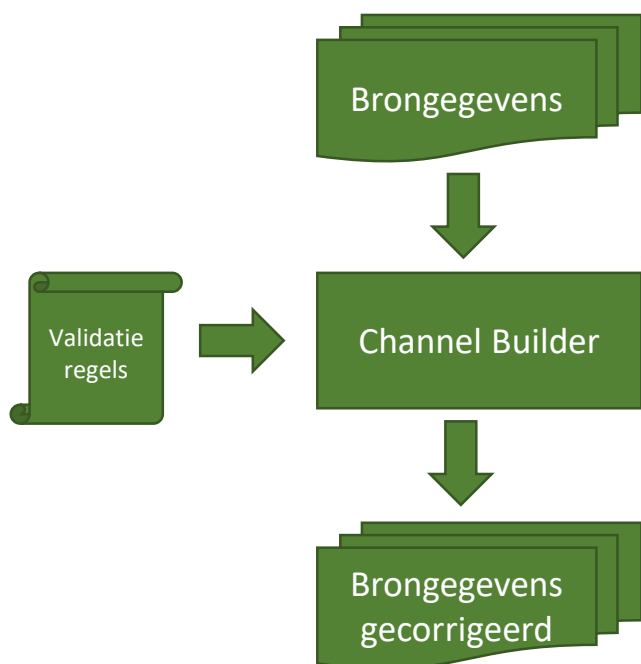 Brongegevens
Validatie
regels
Channel Builder
Brongegevens
gecorrigeerd